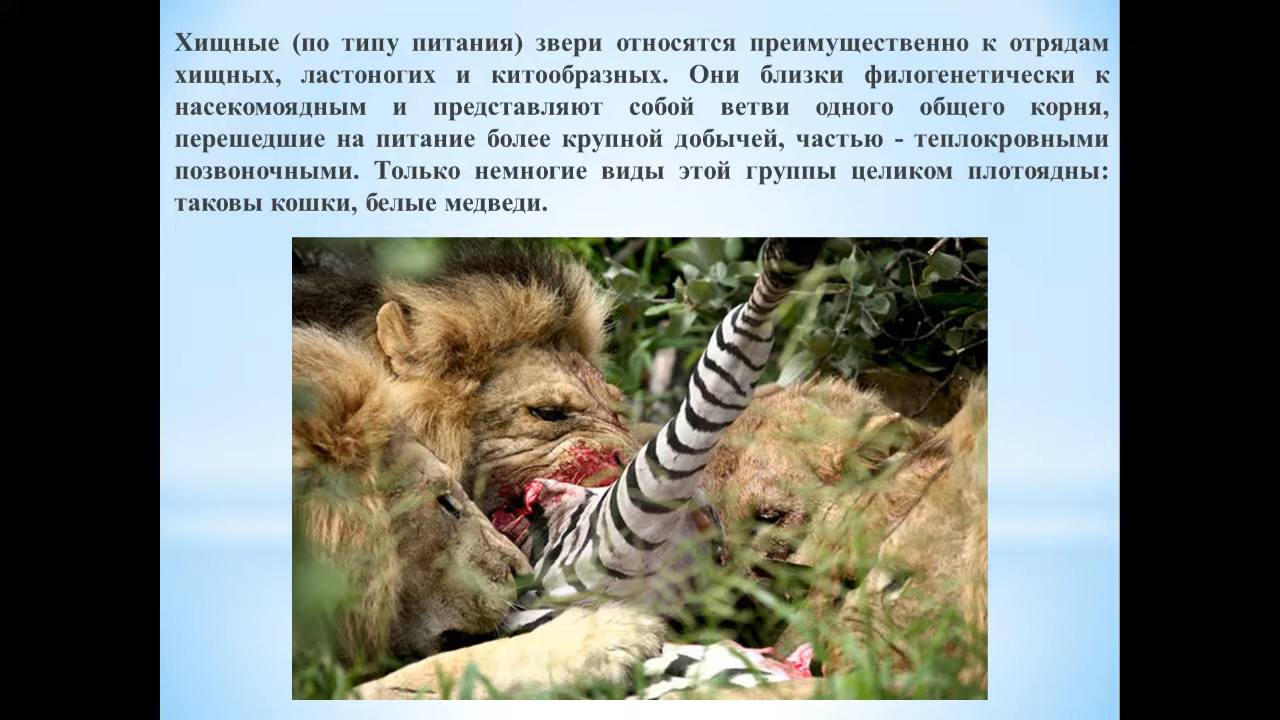 Хищные (по типу питания) звери относятся преимущественно к отрядам
хищных, ластоногих и китообразных. Они близки филогенетически к
насекомоядным и представляют собой ветви одного общего корня,
перешедшие на питание более крупной добычей, частью - теплокровными
позвоночными. Только немногие виды этой группы целиком плотоядны:
таковы кошки, белые медведи.